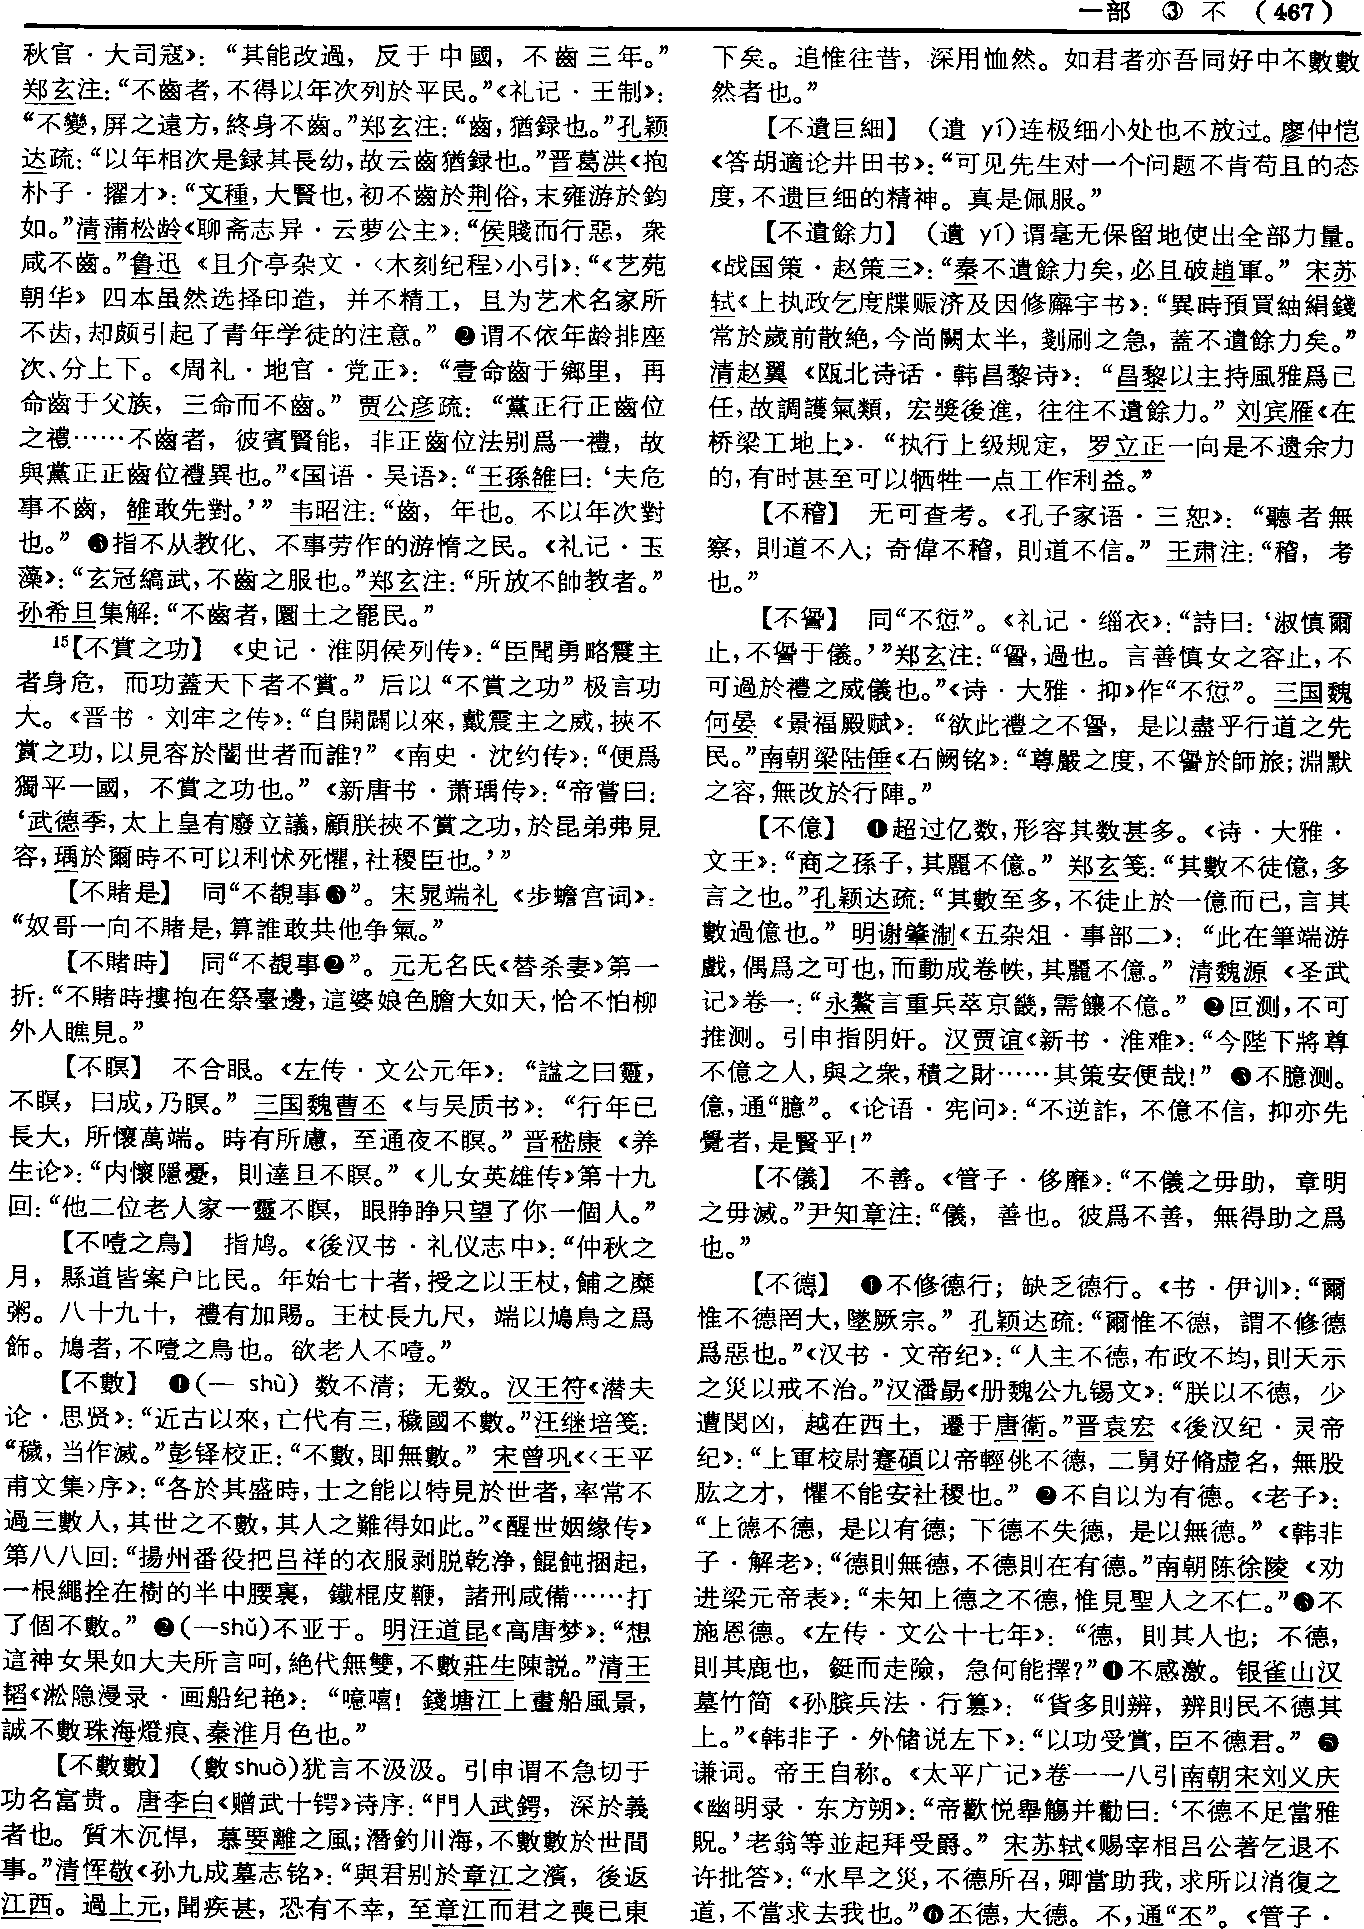 一部 ③ 不 (467)
秋官·大司寇》：“其能改過，反于中國，不齒三年。”
郑玄注：“不齒者，不得以年次列於平民。”《礼记·王制》：
“不變，屏之遠方，終身不齒。”郑玄注：“齒，猶録也。”孔颖
达疏：“以年相次是録其長幼，故云齒猶録也。”晋葛洪《抱
朴子·擢才》：“文種，大賢也，初不齒於荆俗，末雍游於鈞
如。”清蒲松龄《聊斋志异·云萝公主》：“侯賤而行惡，衆
咸不齒。”鲁迅《且介亭杂文·〈木刻纪程〉小引》：“《艺苑
朝华》四本虽然选择印造，并不精工，且为艺术名家所
不齿，却颇引起了青年学徒的注意。” ❷谓不依年龄排座
次、分上下。《周礼·地官·党正》：“壹命齒于鄉里，再
命齒于父族，三命而不齒。” 贾公彦疏：“黨正行正齒位
之禮……不齒者，彼賓賢能，非正齒位法别爲一禮，故
與黨正正齒位禮異也。”《国语·吴语》：“王孫雒曰：‘夫危
事不齒，雒敢先對。’” 韦昭注：“齒，年也。不以年次對
也。” ❸指不从教化、不事劳作的游惰之民。《礼记·玉
藻》：“玄冠縞武，不齒之服也。”郑玄注：“所放不帥教者。”
孙希旦集解：“不齒者，圜土之罷民。”
15【不賞之功】 《史记·淮阴侯列传》：“臣聞勇略震主
者身危，而功蓋天下者不賞。” 后以“不賞之功”极言功
大。《晋书·刘牢之传》：“自開闢以來，戴震主之威，挾不
賞之功，以見容於闇世者而誰？” 《南史·沈约传》：“便爲
獨平一國，不賞之功也。” 《新唐书·萧瑀传》：“帝嘗曰：
‘武德季，太上皇有廢立議，顧朕挾不賞之功，於昆弟弗見
容，瑀於爾時不可以利怵死懼，社稷臣也。’”
【不賭是】 同“不覩事❸”。宋晁端礼《步蟾宫词》：
“奴哥一向不賭是，算誰敢共他争氣。”
【不賭時】 同“不覩事❷”。元无名氏《替杀妻》第一
折：“不賭時摟抱在祭臺邊，這婆娘色膽大如天，恰不怕柳
外人瞧見。”
【不瞑】 不合眼。《左传·文公元年》：“諡之曰靈，
不瞑，曰成，乃瞑。” 三国魏曹丕《与吴质书》：“行年已
長大，所懷萬端。時有所慮，至通夜不瞑。” 晋嵇康《养
生论》：“内懷隱憂，則達旦不瞑。” 《儿女英雄传》第十九
回：“他二位老人家一靈不瞑，眼睁睁只望了你一個人。”
【不噎之鳥】 指鸠。《後汉书·礼仪志中》：“仲秋之
月，縣道皆案户比民。年始七十者，授之以王杖，餔之糜
粥。八十九十，禮有加賜。王杖長九尺，端以鳩鳥之爲
飾。鳩者，不噎之鳥也。欲老人不噎。”
【不數】 ❶(一 shǔ) 数不清；无数。汉王符《潜夫
论·思贤》：“近古以來，亡代有三，穢國不數。”汪继培笺：
“穢，当作滅。”彭铎校正：“不數，即無數。” 宋曾巩《〈王平
甫文集〉序》：“各於其盛時，士之能以特見於世者，率常不
過三數人，其世之不數，其人之難得如此。”《醒世姻缘传》
第八八回：“揚州番役把吕祥的衣服剥脱乾浄，餛飩捆起，
一根繩拴在樹的半中腰裏，鐵棍皮鞭，諸刑咸備……打
了個不數。” ❷(一shǔ)不亚于。明汪道昆《高唐梦》：“想
這神女果如大夫所言呵，絶代無雙，不數莊生陳說。”清王
韬《淞隐漫录·画船纪艳》：“噫嘻！錢塘江上畫船風景，
誠不數珠海燈痕、秦淮月色也。”
【不數數】 (數shuò)犹言不汲汲。引申谓不急切于
功名富贵。唐李白《赠武十锷》诗序：“門人武鍔，深於義
者也。質木沉悍，慕要離之風；潛釣川海，不數數於世間
事。”清恽敬《孙九成墓志铭》：“與君别於章江之濱，後返
江西。過上元，聞疾甚，恐有不幸，至章江而君之喪已東
下矣。追惟往昔，深用恤然。如君者亦吾同好中不數數
然者也。”
【不遺巨細】 (遺 yí)连极细小处也不放过。廖仲恺
《答胡適论井田书》：“可见先生对一个问题不肯苟且的态
度，不遗巨细的精神。真是佩服。”
【不遺餘力】 (遺 yí)谓毫无保留地使出全部力量。
《战国策·赵策三》：“秦不遺餘力矣，必且破趙軍。” 宋苏
轼《上执政乞度牒赈济及因修廨宇书》：“異時預買紬絹錢
常於歲前散絶，今尚闕太半，剗刷之急，蓋不遺餘力矣。”
清赵翼《瓯北诗话·韩昌黎诗》：“昌黎以主持風雅爲己
任，故調護氣類，宏奬後進，往往不遺餘力。” 刘宾雁《在
桥梁工地上》：“执行上级规定，罗立正一向是不遗余力
的，有时甚至可以牺牲一点工作利益。”
【不稽】 无可查考。《孔子家语·三恕》：“聽者無
察，則道不入；奇偉不稽，則道不信。” 王肃注：“稽，考
也。”
【不諐】 同“不愆”。《礼记·缁衣》：“詩曰：‘淑慎爾
止，不諐于儀。’”郑玄注：“諐，過也。言善慎女之容止，不
可過於禮之威儀也。”《诗·大雅·抑》作“不愆”。三国魏
何晏《景福殿赋》：“欲此禮之不諐，是以盡乎行道之先
民。”南朝梁陆倕《石阙铭》：“尊嚴之度，不諐於師旅；淵默
之容，無改於行陣。”
【不億】 ❶超过亿数，形容其数甚多。《诗·大雅·
文王》：“商之孫子，其麗不億。” 郑玄笺：“其數不徒億，多
言之也。”孔颖达疏：“其數至多，不徒止於一億而已，言其
數過億也。” 明谢肇淛《五杂俎·事部二》：“此在筆端游
戲，偶爲之可也，而動成卷帙，其麗不億。” 清魏源《圣武
记》卷一：“永鰲言重兵萃京畿，需饟不億。” ❷叵测，不可
推测。引申指阴奸。汉贾谊《新书·淮难》：“今陛下將尊
不億之人，與之衆，積之財……其策安便哉！” ❸不臆测。
億，通“臆”。《论语·宪问》：“不逆詐，不億不信，抑亦先
覺者，是賢乎！”
【不儀】 不善。《管子·侈靡》：“不儀之毋助，章明
之毋滅。”尹知章注：“儀，善也。彼爲不善，無得助之爲
也。”
【不德】 ❶不修德行；缺乏德行。《书·伊训》：“爾
惟不德罔大，墜厥宗。” 孔颖达疏：“爾惟不德，謂不修德
爲惡也。”《汉书·文帝纪》：“人主不德，布政不均，則天示
之災以戒不治。”汉潘勗《册魏公九锡文》：“朕以不德，少
遭閔凶，越在西土，遷于唐衛。”晋袁宏《後汉纪·灵帝
纪》：“上軍校尉蹇碩以帝輕佻不德，二舅好脩虚名，無股
肱之才，懼不能安社稷也。” ❷不自以为有德。《老子》：
“上德不德，是以有德；下德不失德，是以無德。” 《韩非
子·解老》：“德則無德，不德則在有德。”南朝陈徐陵《劝
进梁元帝表》：“未知上德之不德，惟見聖人之不仁。”❸不
施恩德。《左传·文公十七年》：“德，則其人也；不德，
則其鹿也，鋌而走險，急何能擇？”❹不感激。银雀山汉
墓竹简《孙膑兵法·行篡》：“貨多則辨，辨則民不德其
上。”《韩非子·外储说左下》：“以功受賞，臣不德君。” ❺
谦词。帝王自称。《太平广记》卷一一八引南朝宋刘义庆
《幽明录·东方朔》：“帝歡悦舉觴并勸曰：‘不德不足當雅
貺。’老翁等並起拜受爵。” 宋苏轼《赐宰相吕公著乞退不
许批答》：“水旱之災，不德所召，卿當助我，求所以消復之
道，不當求去我也。”❻丕德，大德。不，通“丕”。《管子·